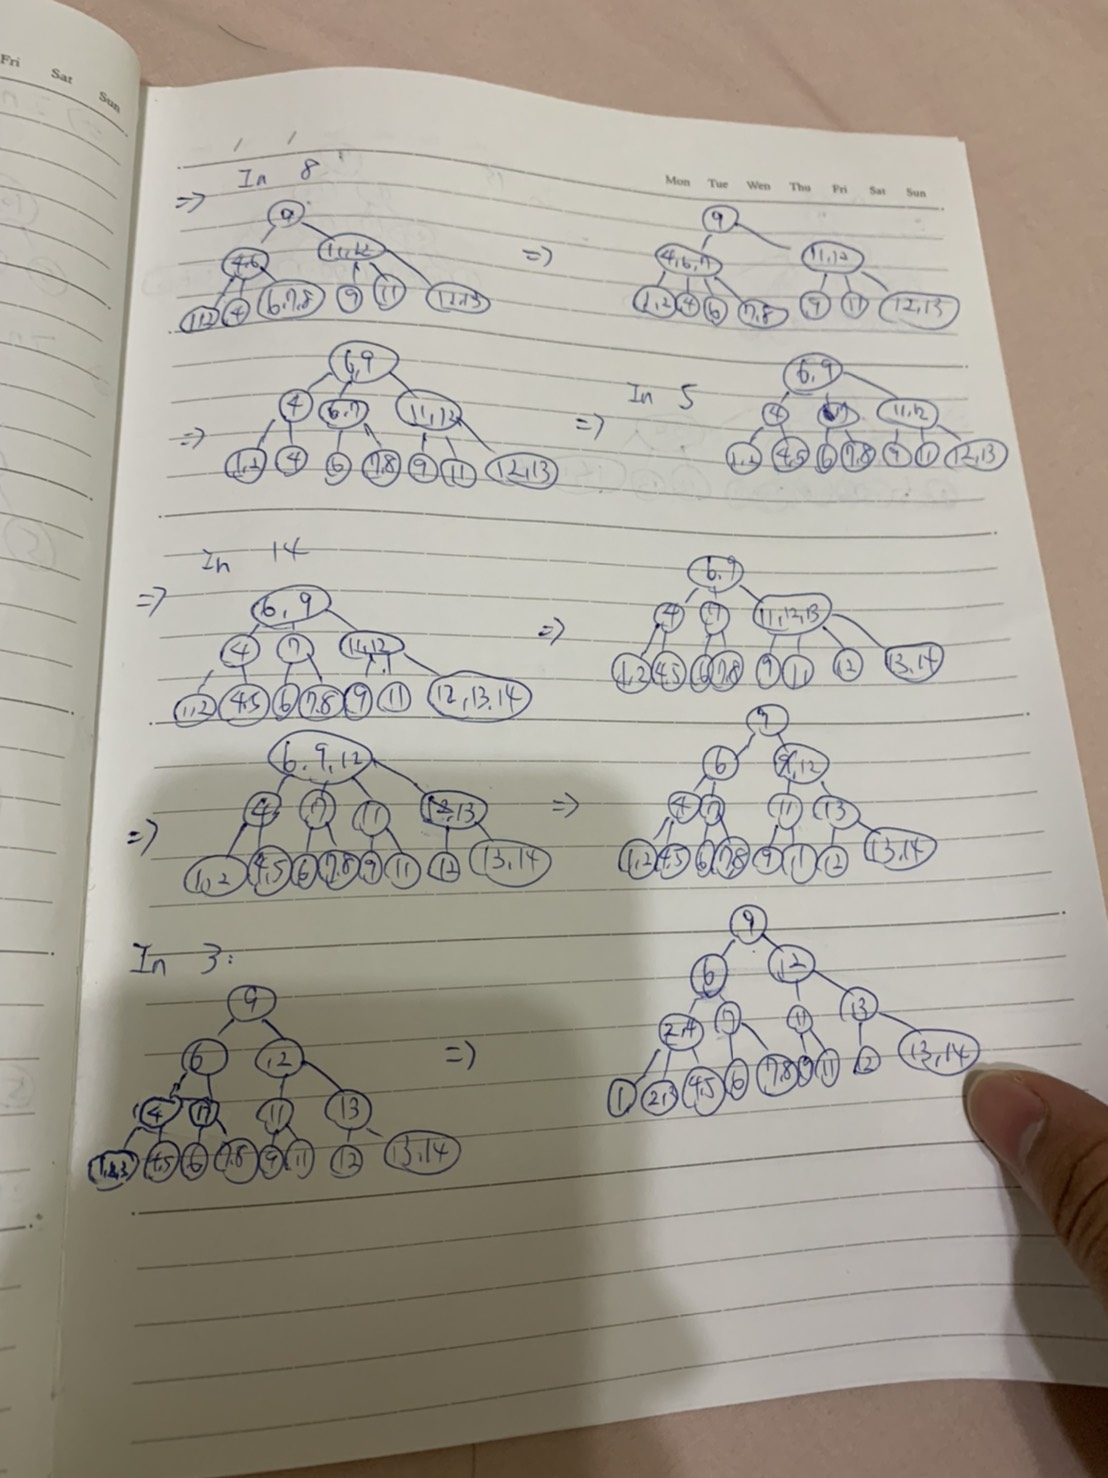 Fri Sat Sun
Mon Tue Wen Thu Fri Sat Sun
/ /
⇒ In 8
9
4,6 11,12
1,2 4 6,7,8 9 11 12,13
⇒
9
4,6,7 11,12
1,2 4 6 7,8 9 11 12,13
⇒
6,9
4 6,7 11,12
1,2 4 6 7,8 9 11 12,13
⇒ In 5
6,9
4 7 11,12
1,2 4,5 6 7,8 9 11 12,13
⇒ In 14
6,9
4 7 11,12
1,2 4,5 6 7,8 9 11 12,13,14
⇒
6,9
4 7 11,12,13
1,2 4,5 6 7,8 9 11 12 13,14
⇒
6,9,12
4 7 11 13
1,2 4,5 6 7,8 9 11 12 13,14
⇒
9
6 12
4 7 11 13
1,2 4,5 6 7,8 9 11 12 13,14
In 3:
9
6 12
4 7 11 13
1,2,3 4,5 6 7,8 9 11 12 13,14
⇒
9
6 12
2,4 7 11 13
1 2,3 4,5 6 7,8 9 11 12 13,14